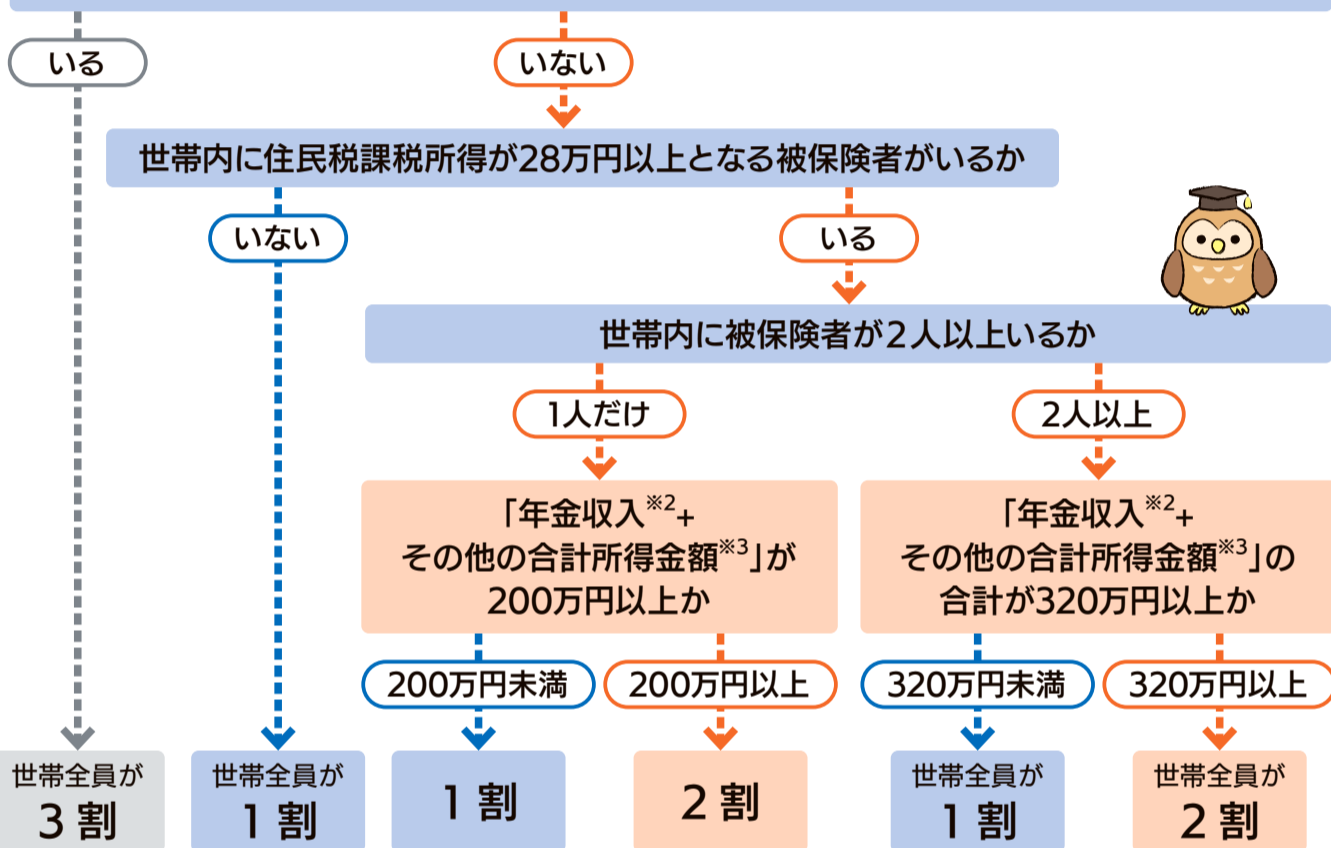 いる
いない
世帯内に住民税課税所得が28万円以上となる被保険者がいるか
いない
いる
世帯内に被保険者が2人以上いるか
1人だけ
2人以上
「年金収入※2+
その他の合計所得金額※3」が
200万円以上か
「年金収入※2+
その他の合計所得金額※3」の
合計が320万円以上か
200万円未満
200万円以上
320万円未満
320万円以上
世帯全員が
3割
世帯全員が
1割
1割
2割
世帯全員が
1割
世帯全員が
2割